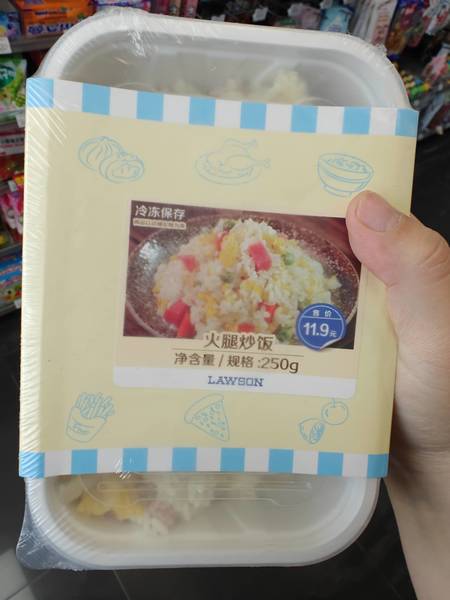 冷冻保存
售价
11.9元
火腿炒饭
净含量/规格:250g
LAWSON